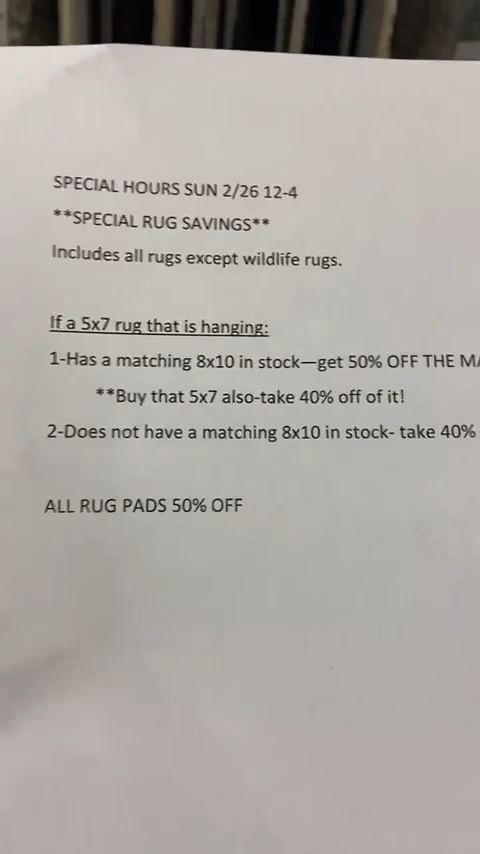 SPECIAL HOURS SUN 2/26 12-4
**SPECIAL RUG SAVINGS**
Includes all rugs except wildlife rugs.
If a 5x7 rug that is hanging:
1-Has a matching 8x10 in stock—get 50% OFF THE
**Buy that 5x7 also-take 40% off of it!
2-Does not have a matching 8x10 in stock- take 40%
ALL RUG PADS 50% OFF